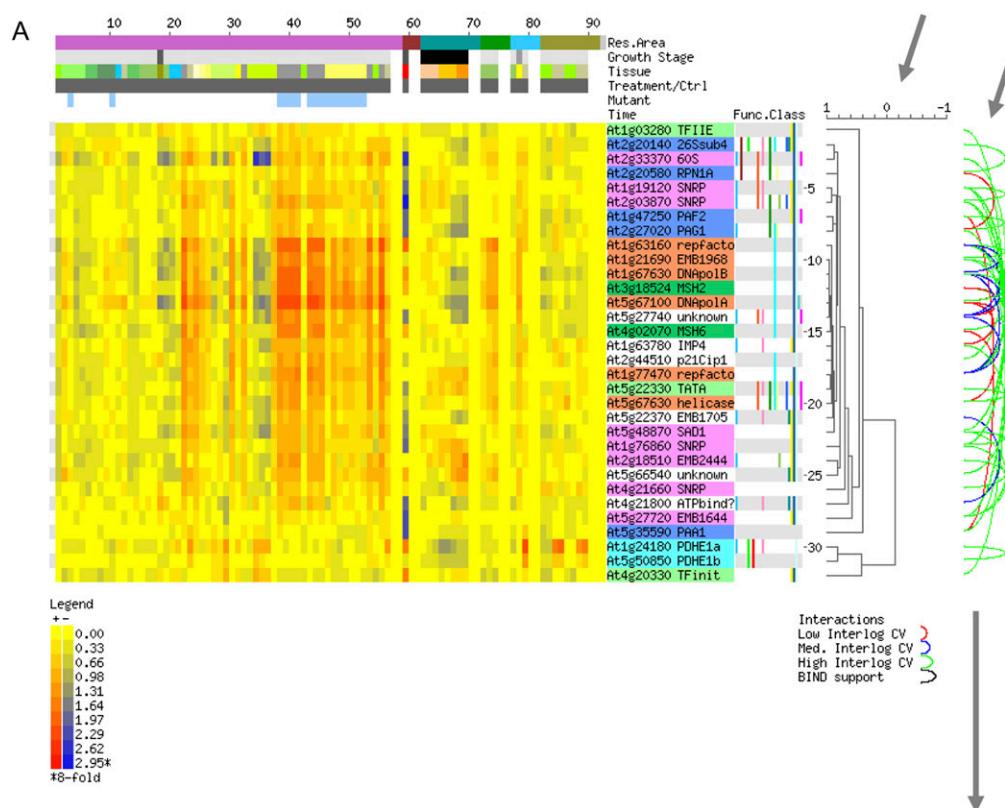 A
10 20 30 40 50 60 70 80 90
Res.Area
Growth Stage
Tissue
Treatment/Ctrl
Mutant
Time Func.Class 1 0 -1
At1g03280 TFIIE
At2g20140 26Ssub4
At2g33370 60S
At2g20580 RPN1A
At1g19120 SNRP -5
At2g03870 SNRP
At1g47250 PAF2
At2g27020 PAG1
At1g63160 repfacto
At1g21690 EMB1968 -10
At1g67630 DNApolB
At3g18524 MSH2
At5g67100 DNApolA
At5g27740 unknown
At4g02070 MSH6 -15
At1g63780 IMP4
At2g44510 p21Cip1
At1g77470 repfacto
At5g22330 TATA
At5g67630 helicase -20
At5g22370 EMB1705
At5g48870 SAD1
At1g76860 SNRP
At2g18510 EMB2444
At5g66540 unknown -25
At4g21660 SNRP
At4g21800 ATPbind?
At5g27720 EMB1644
At5g35590 PAA1
At1g24180 PDHE1a -30
At5g50850 PDHE1b
At4g20330 TFinit
Legend
+ -
0.00
0.33
0.66
0.98
1.31
1.64
1.97
2.29
2.62
2.95*
*8-fold
Interactions
Low Interlog CV
Med. Interlog CV
High Interlog CV
BIND support